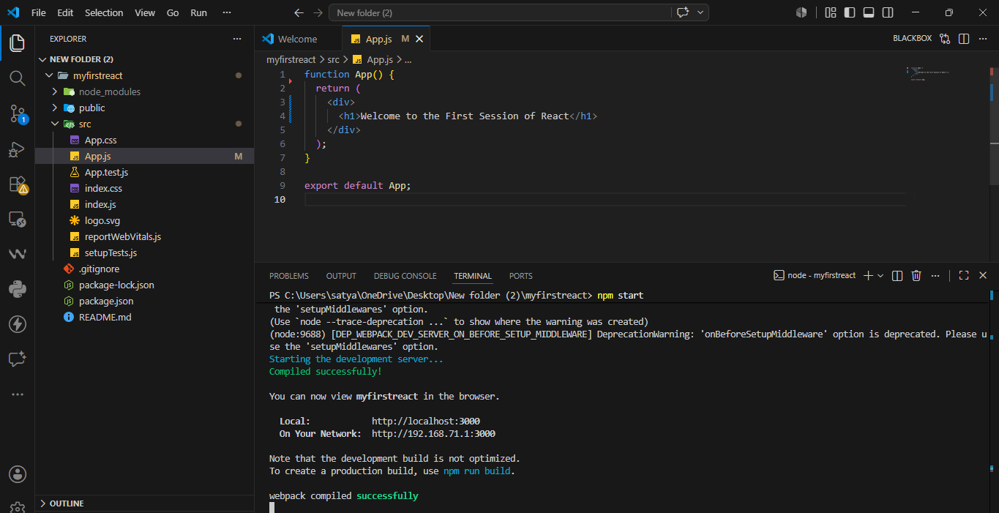 File Edit Selection View Go Run ···
New folder (2)
EXPLORER ···
NEW FOLDER (2)
myfirstreact
node_modules
public
src
App.css
App.js M
App.test.js
index.css
index.js
logo.svg
reportWebVitals.js
setupTests.js
.gitignore
package-lock.json
package.json
README.md
OUTLINE
1
Welcome
App.js M
BLACKBOX
myfirstreact > src > App.js > ...
1 function App() {
2 return (
3 <div>
4 <h1>Welcome to the First Session of React</h1>
5 </div>
6 );
7 }
8
9 export default App;
10
PROBLEMS OUTPUT DEBUG CONSOLE TERMINAL PORTS
node - myfirstreact
PS C:\Users\satya\OneDrive\Desktop\New folder (2)\myfirstreact> npm start
the 'setupMiddlewares' option.
(Use `node --trace-deprecation ...` to show where the warning was created)
(node:9688) [DEP_WEBPACK_DEV_SERVER_ON_BEFORE_SETUP_MIDDLEWARE] DeprecationWarning: 'onBeforeSetupMiddleware' option is deprecated. Please u
se the 'setupMiddlewares' option.
Starting the development server...
Compiled successfully!
You can now view myfirstreact in the browser.
Local: http://localhost:3000
On Your Network: http://192.168.71.1:3000
Note that the development build is not optimized.
To create a production build, use npm run build.
webpack compiled successfully